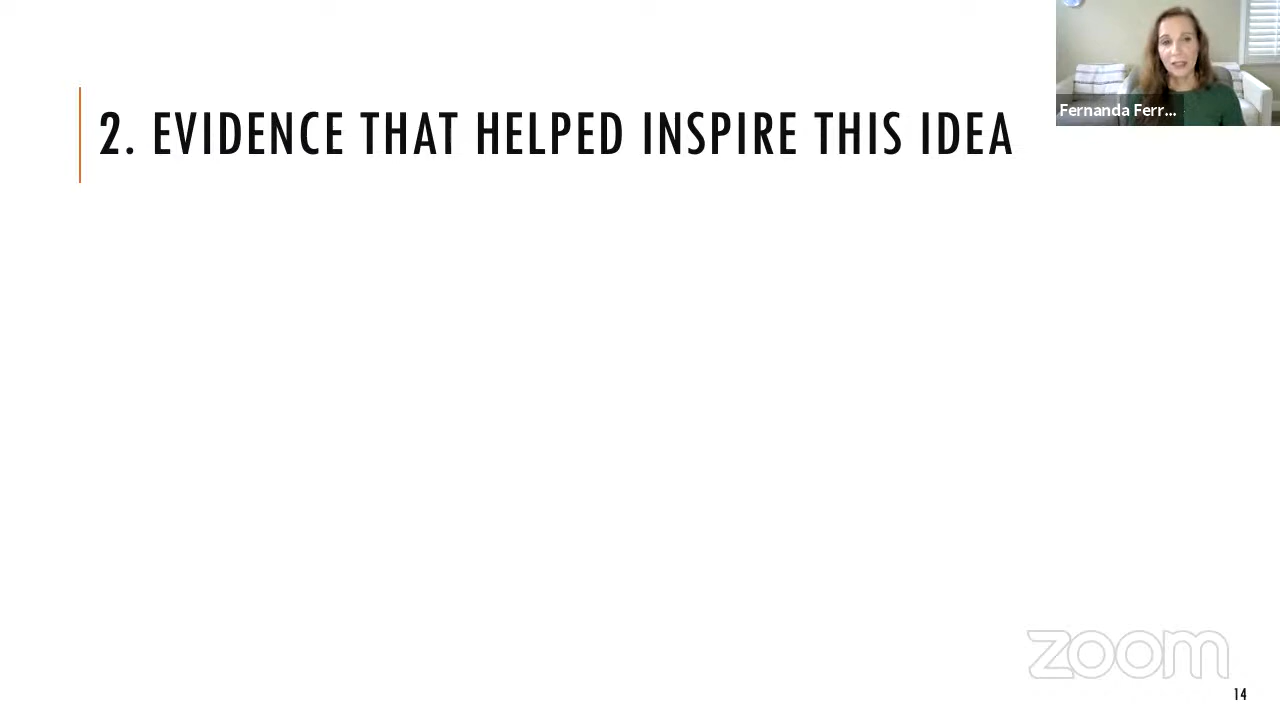 2. EVIDENCE THAT HELPED INSPIRE THIS IDEA
Fernanda Ferr...
zoom
14